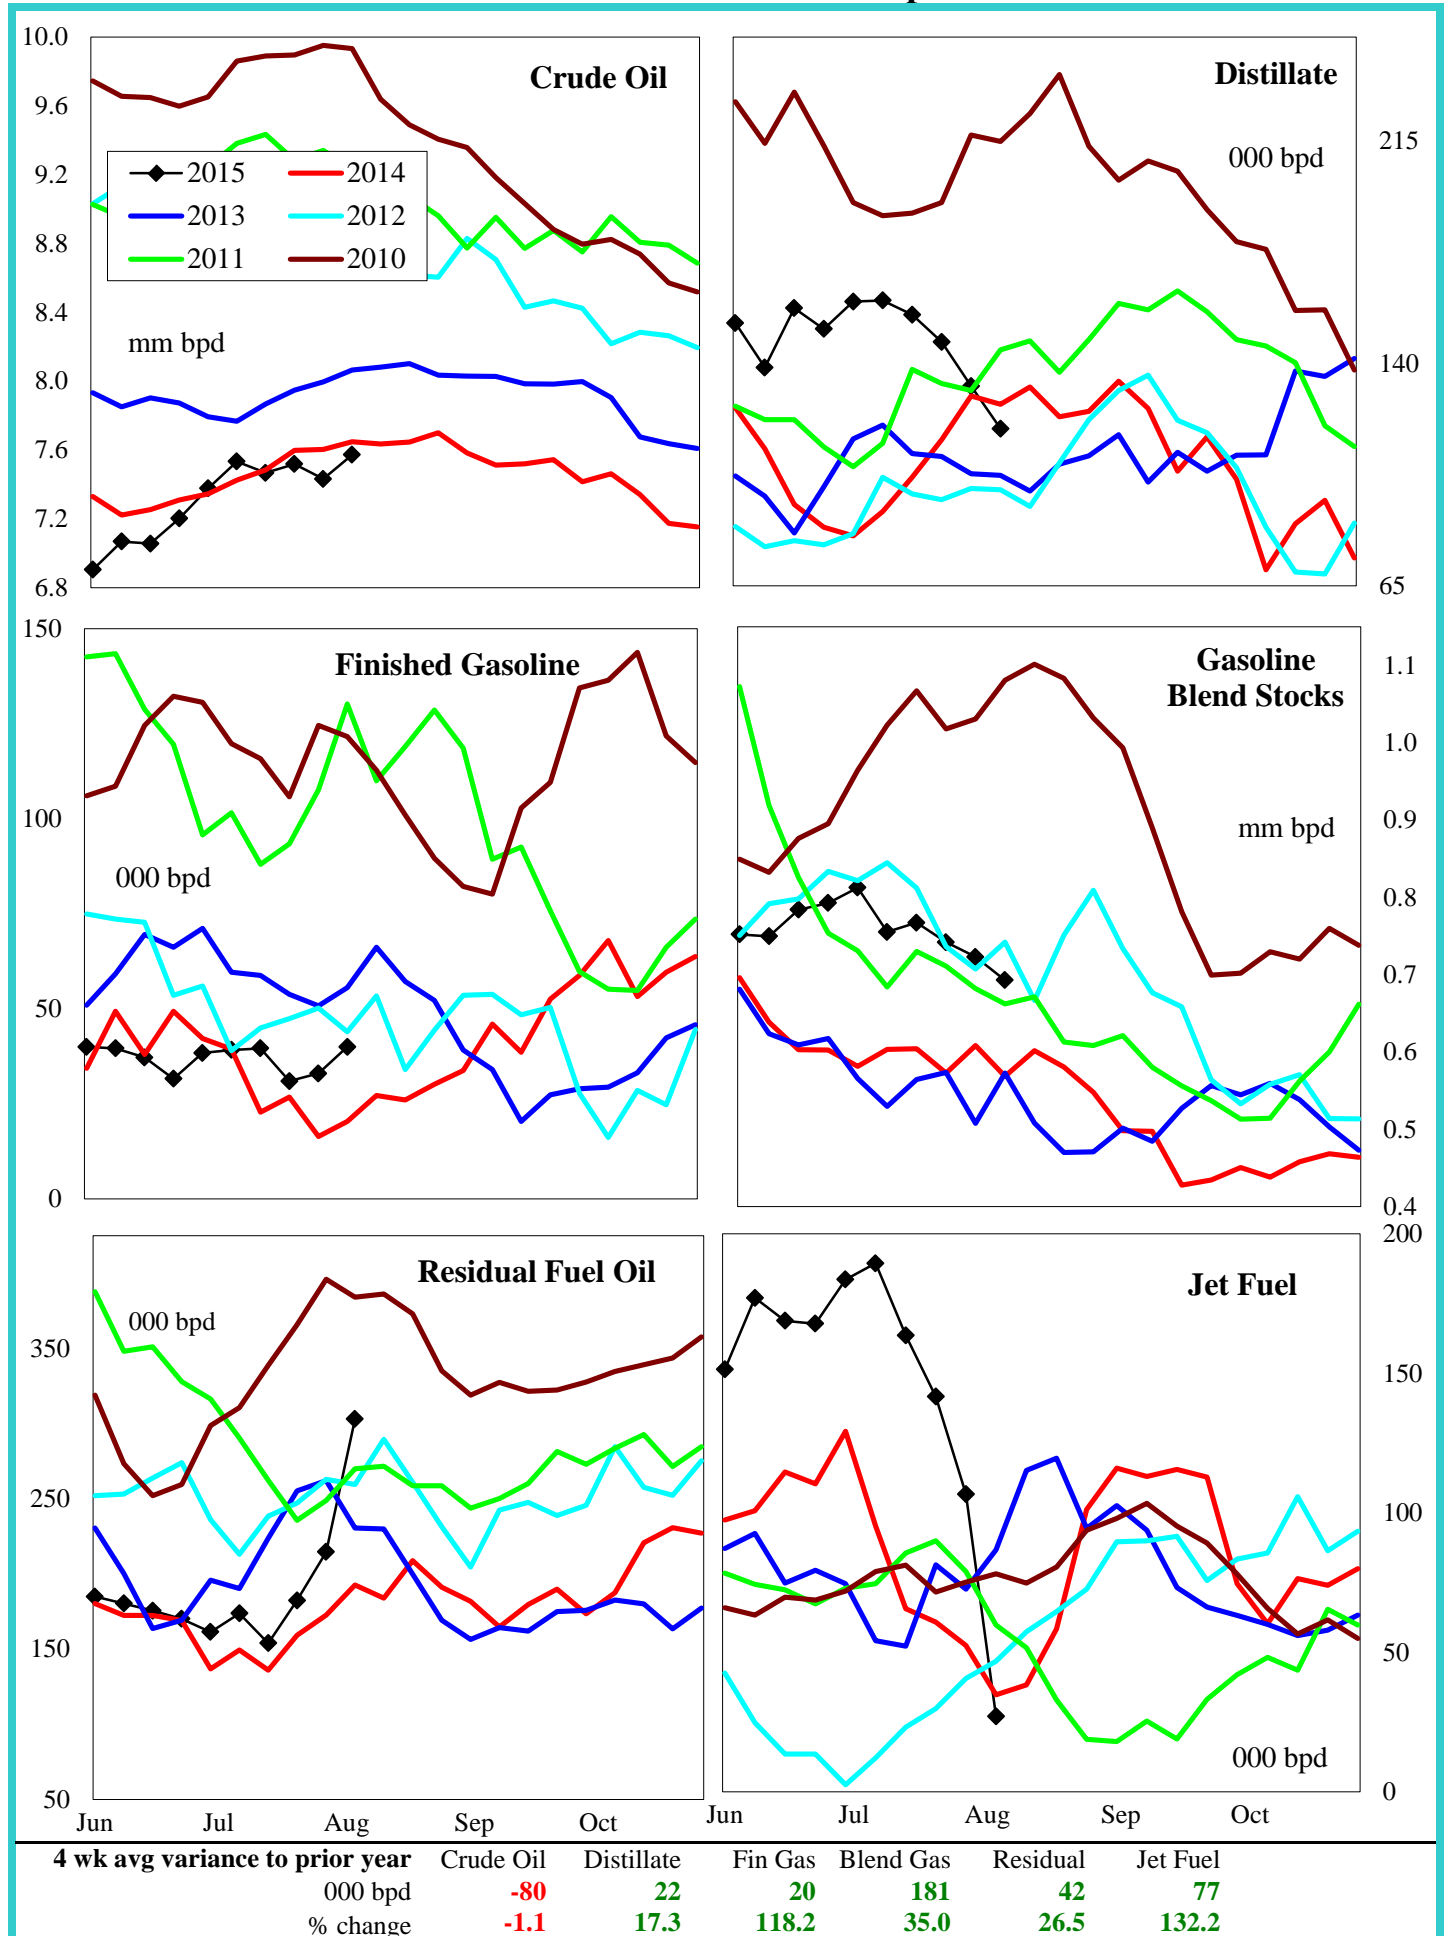 10.0
9.6
9.2
8.8
8.4
8.0
7.6
7.2
6.8
Crude Oil
2015 2014
2013 2012
2011 2010
mm bpd
Distillate
000 bpd
215
140
65
150
100
50
0
Finished Gasoline
000 bpd
Gasoline
Blend Stocks
mm bpd
1.1
1.0
0.9
0.8
0.7
0.6
0.5
0.4
Residual Fuel Oil
000 bpd
350
250
150
50
Jun Jul Aug Sep Oct
Jet Fuel
000 bpd
200
150
100
50
0
Jun Jul Aug Sep Oct
4 wk avg variance to prior year Crude Oil Distillate Fin Gas Blend Gas Residual Jet Fuel
000 bpd -80 22 20 181 42 77
% change -1.1 17.3 118.2 35.0 26.5 132.2